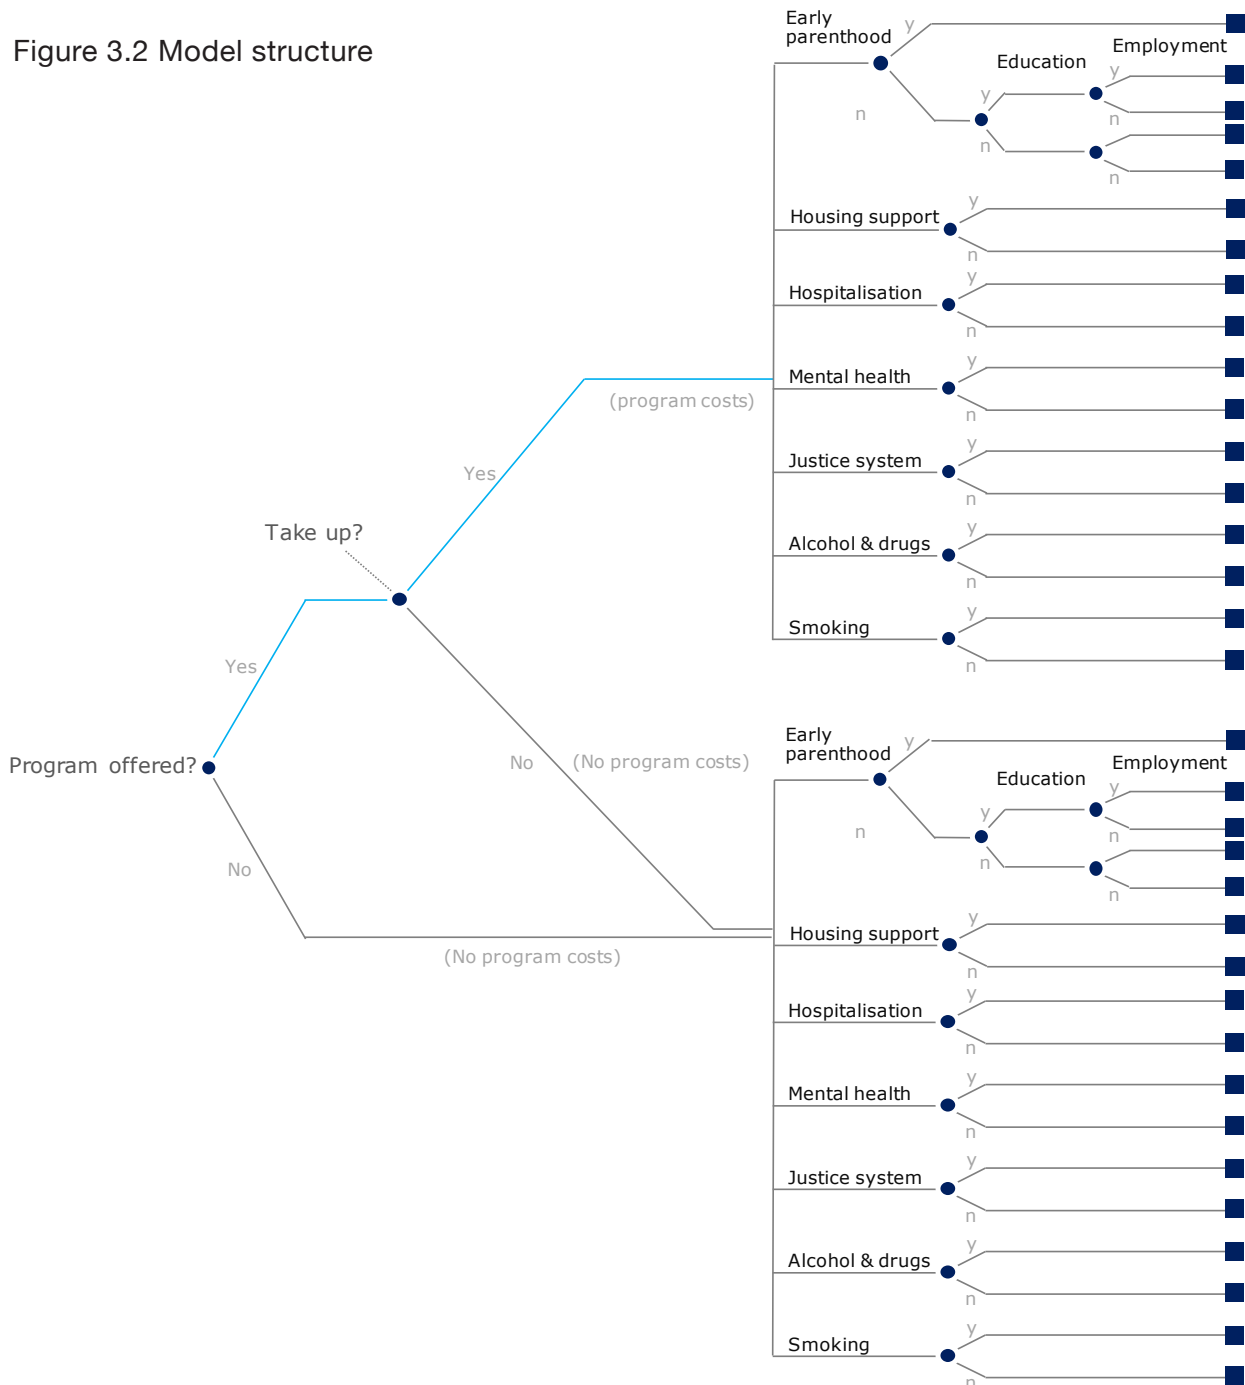 Figure 3.2 Model structure
Early
parenthood
y
n
Education
y
n
Employment
y
n
n
Housing support
y
n
Hospitalisation
y
n
Mental health
y
n
Justice system
y
n
Alcohol & drugs
y
n
Smoking
y
n
(program costs)
Yes
Take up?
Yes
Program offered?
No
(No program costs)
No
(No program costs)
Early
parenthood
y
n
Education
y
n
Employment
y
n
n
Housing support
y
n
Hospitalisation
y
n
Mental health
y
n
Justice system
y
n
Alcohol & drugs
y
n
Smoking
y
n